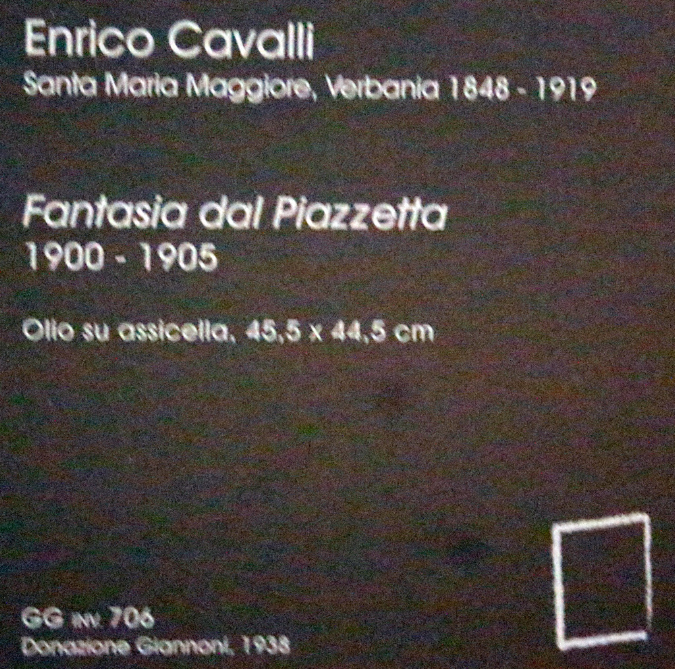 Enrico Cavalli
Santa Maria Maggiore, Verbania 1848 - 1919
Fantasia dal Piazzetta
1900 - 1905
Olio su assicella, 45,5 x 44,5 cm
GG INV. 706
Donazione Giannoni, 1938